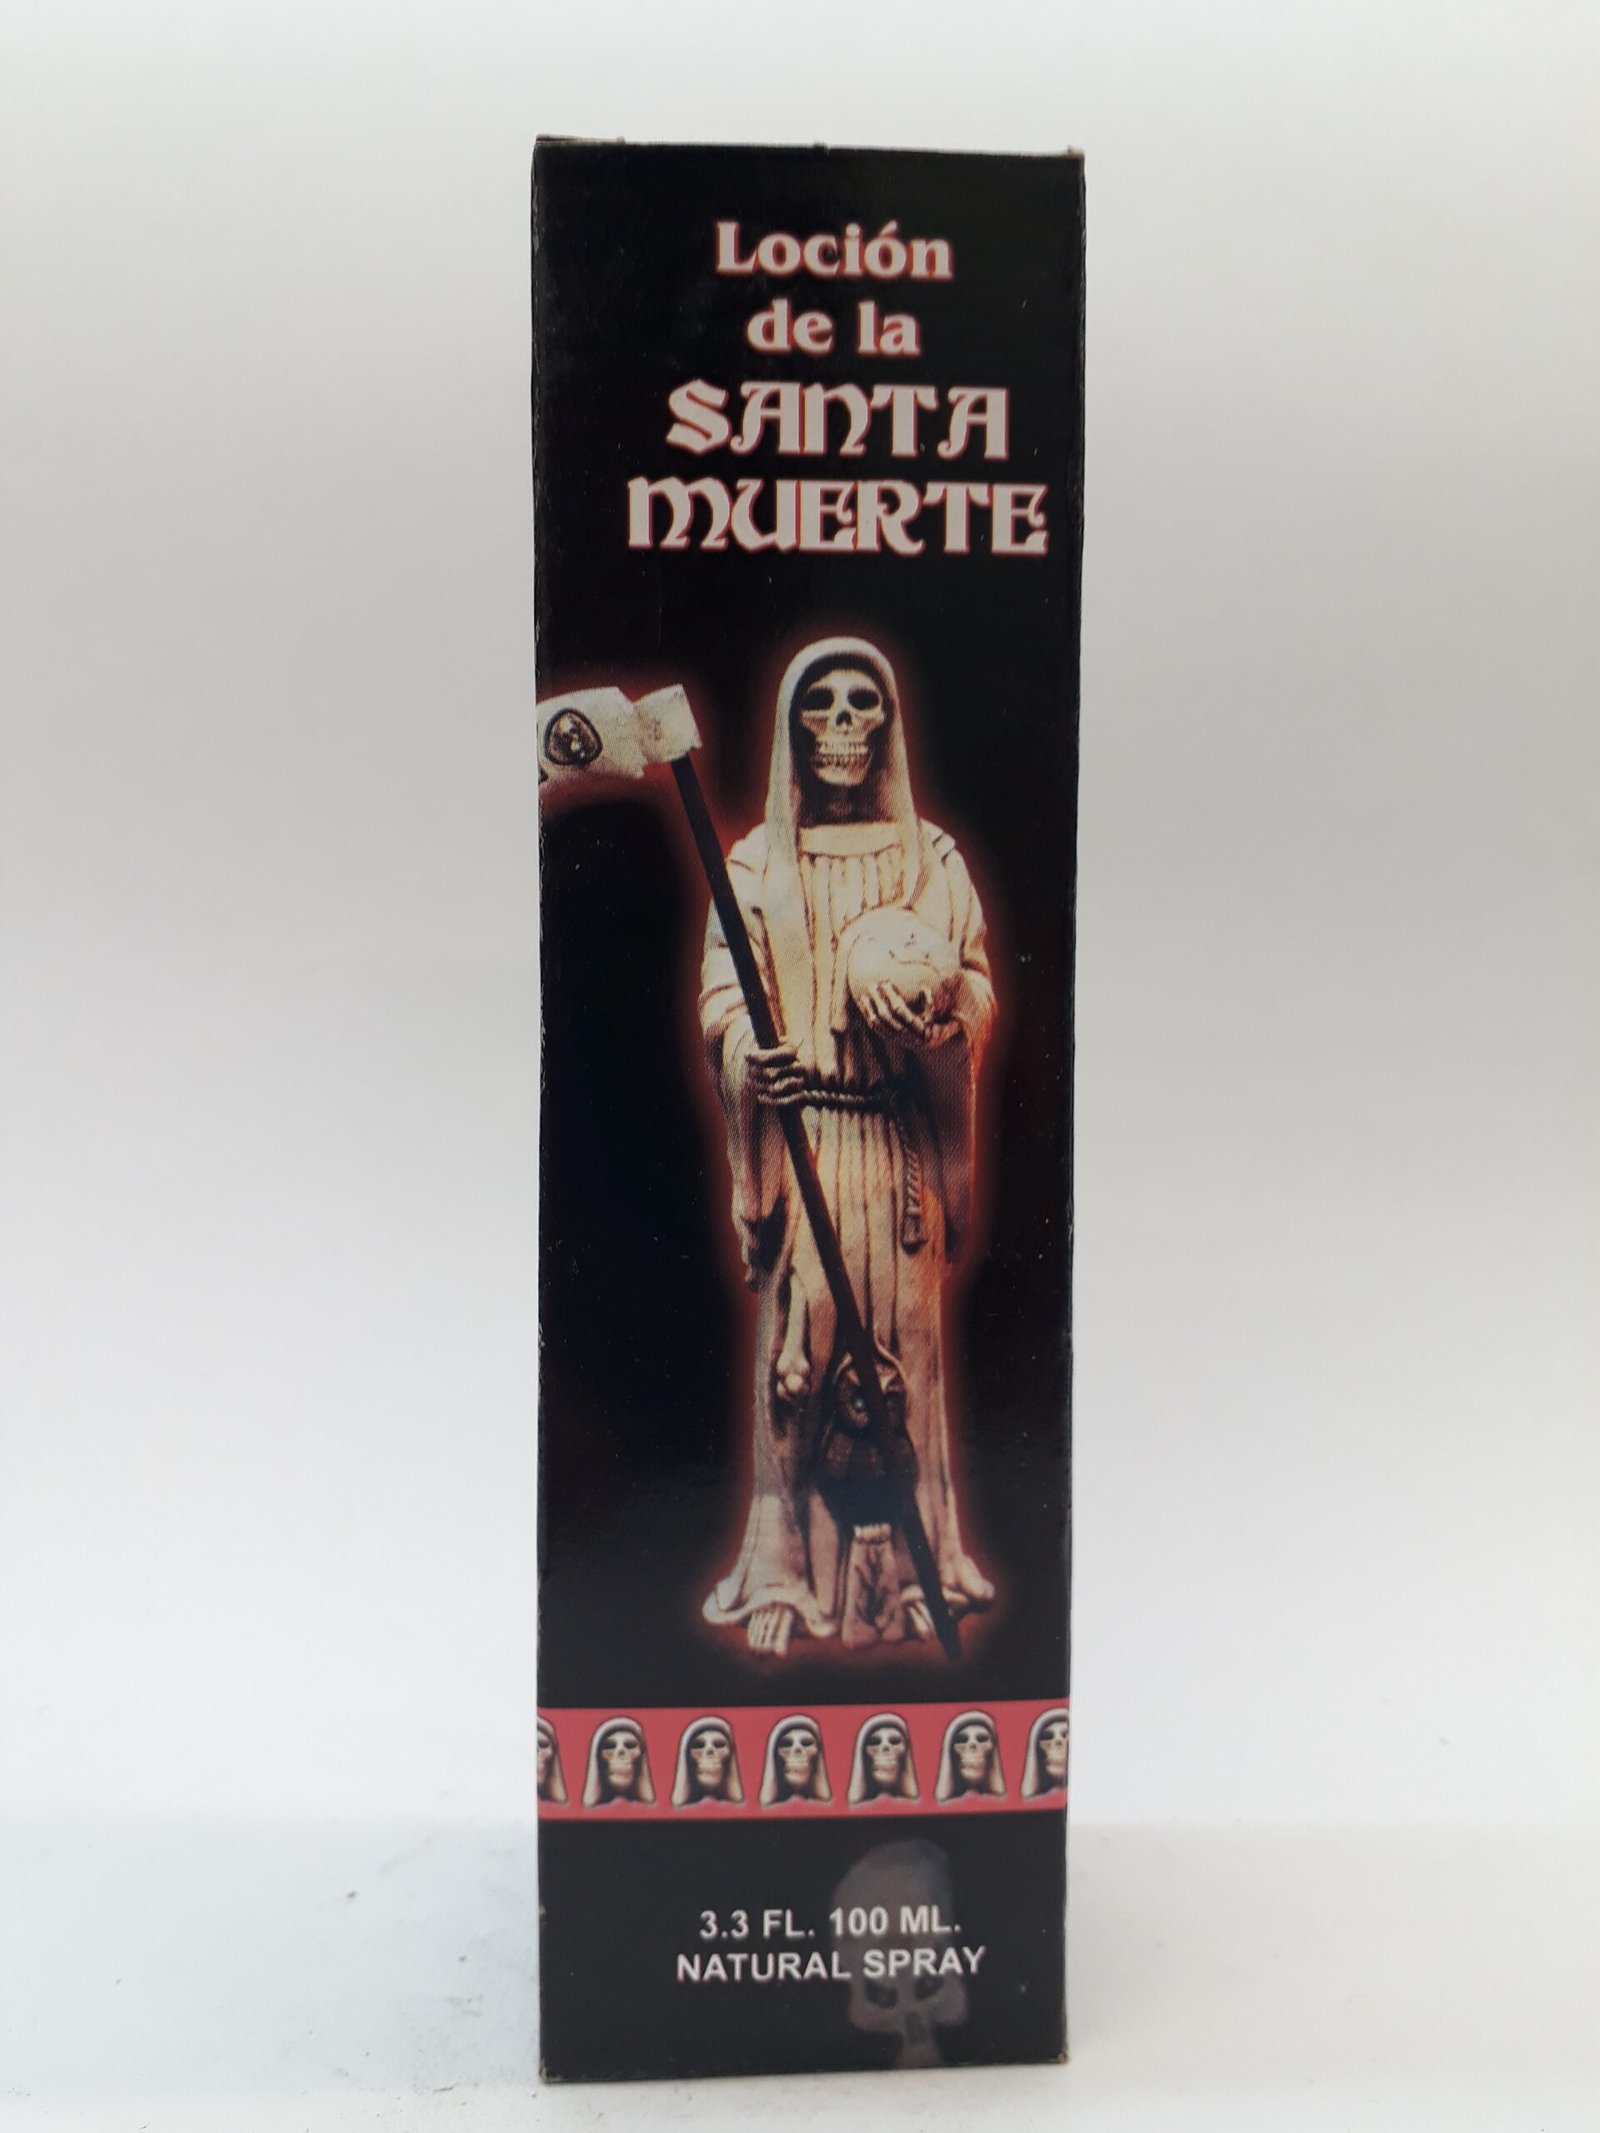 Loción
de la
SANTA
MUERTE
3.3 FL. 100 ML.
NATURAL SPRAY